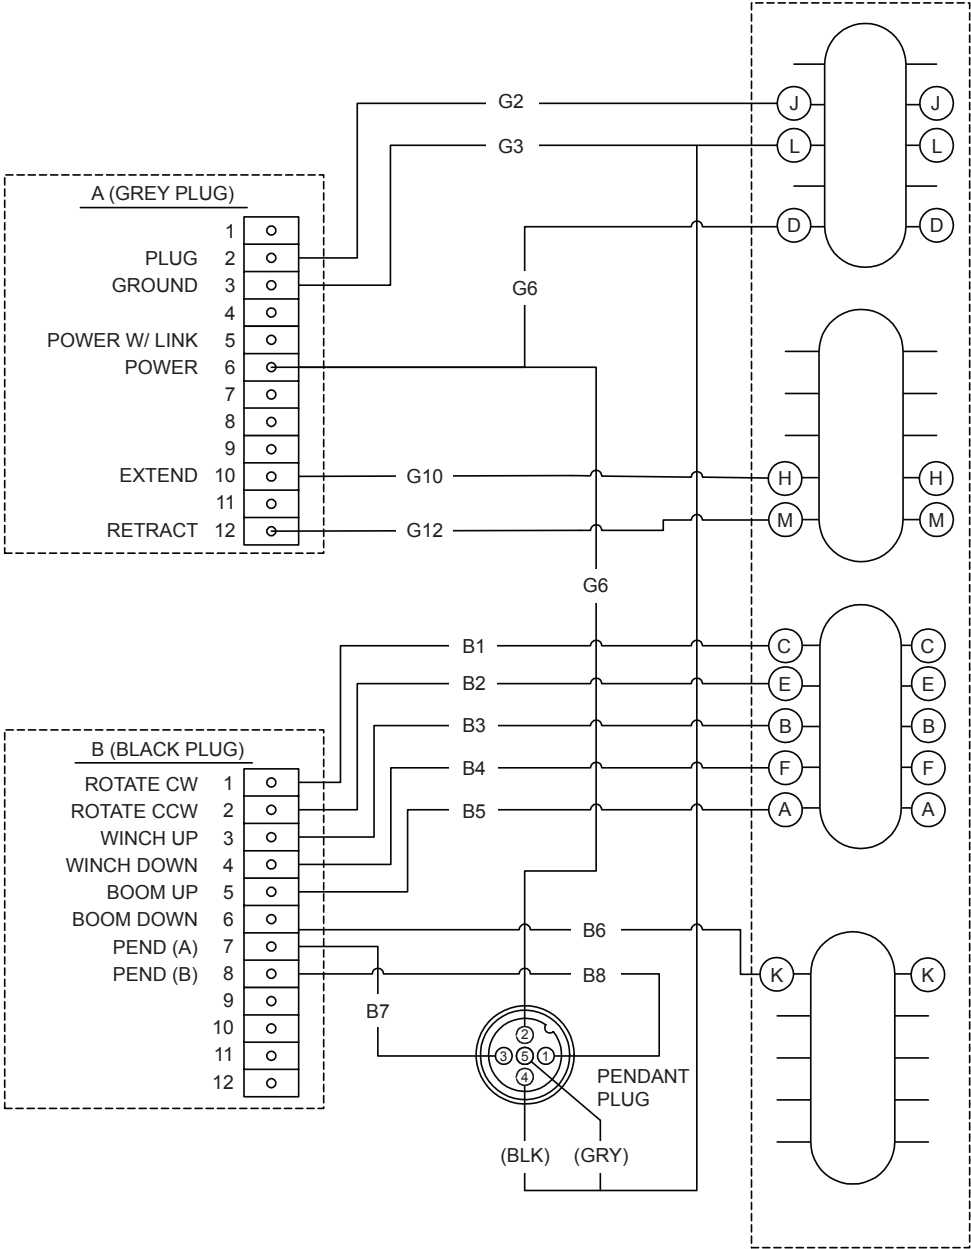 G2
J
J
G3
L
L
A (GREY PLUG)
1
D
D
PLUG 2
GROUND 3
G6
4
POWER W/ LINK 5
POWER 6
7
8
9
EXTEND 10
G10
H
H
11
RETRACT 12
G12
M
M
G6
B1
C
C
B2
E
E
B3
B
B
B (BLACK PLUG)
B4
F
F
ROTATE CW 1
ROTATE CCW 2
B5
A
A
WINCH UP 3
WINCH DOWN 4
BOOM UP 5
BOOM DOWN 6
B6
PEND (A) 7
PEND (B) 8
B8
K
K
9
B7
10
2
11
3
5
1
12
4
PENDANT
PLUG
(BLK)
(GRY)